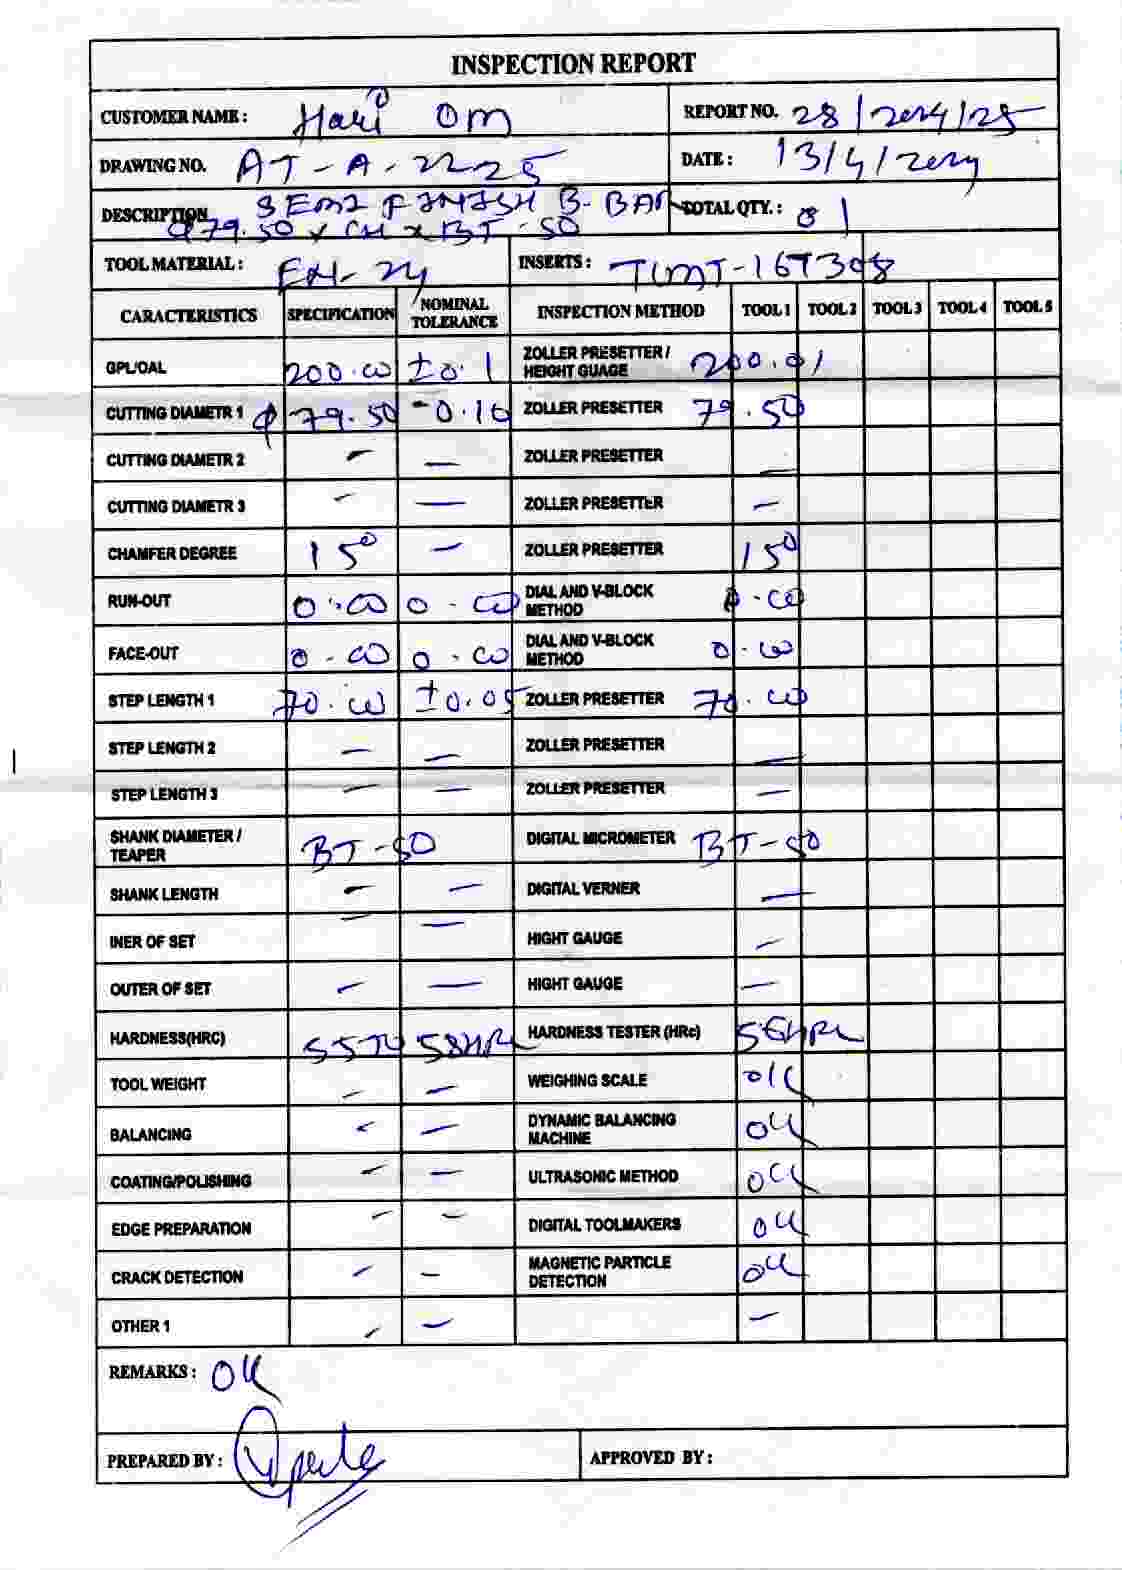 INSPECTION REPORT
CUSTOMER NAME : Hari Om REPORT NO. 28/2024/25
DRAWING NO. AT-A-2225 DATE : 13/4/2024
DESCRIPTION SEMI FINISH B-BAR TOTAL QTY. : 01
Φ79.50 x CH x BT-50
TOOL MATERIAL : EN-24 INSERTS : TCMT-16T308
CARACTERISTICS SPECIFICATION NOMINAL TOLERANCE INSPECTION METHOD TOOL 1 TOOL 2 TOOL 3 TOOL 4 TOOL 5
GPL/OAL 200.00 ±0.1 ZOLLER PRESETTER / HEIGHT GUAGE 200.01
CUTTING DIAMETR 1 Φ 79.50 -0.10 ZOLLER PRESETTER 79.50
CUTTING DIAMETR 2 - - ZOLLER PRESETTER -
CUTTING DIAMETR 3 - - ZOLLER PRESETTER -
CHAMFER DEGREE 15° - ZOLLER PRESETTER 15°
RUN-OUT 0.00 0.00 DIAL AND V-BLOCK METHOD 0.00
FACE-OUT 0.00 0.00 DIAL AND V-BLOCK METHOD 0.00
STEP LENGTH 1 70.00 ±0.05 ZOLLER PRESETTER 70.00
STEP LENGTH 2 - - ZOLLER PRESETTER -
STEP LENGTH 3 - - ZOLLER PRESETTER -
SHANK DIAMETER / TEAPER BT-50 DIGITAL MICROMETER BT-50
SHANK LENGTH - - DIGITAL VERNER -
INER OF SET - - HIGHT GAUGE -
OUTER OF SET - - HIGHT GAUGE -
HARDNESS(HRC) 55TO 58HRC HARDNESS TESTER (HRc) 56HRC
TOOL WEIGHT - - WEIGHING SCALE OK
BALANCING - - DYNAMIC BALANCING MACHINE OK
COATING/POLISHING - - ULTRASONIC METHOD OK
EDGE PREPARATION - - DIGITAL TOOLMAKERS OK
CRACK DETECTION - - MAGNETIC PARTICLE DETECTION OK
OTHER 1 - - -
REMARKS : OK
PREPARED BY : APPROVED BY :